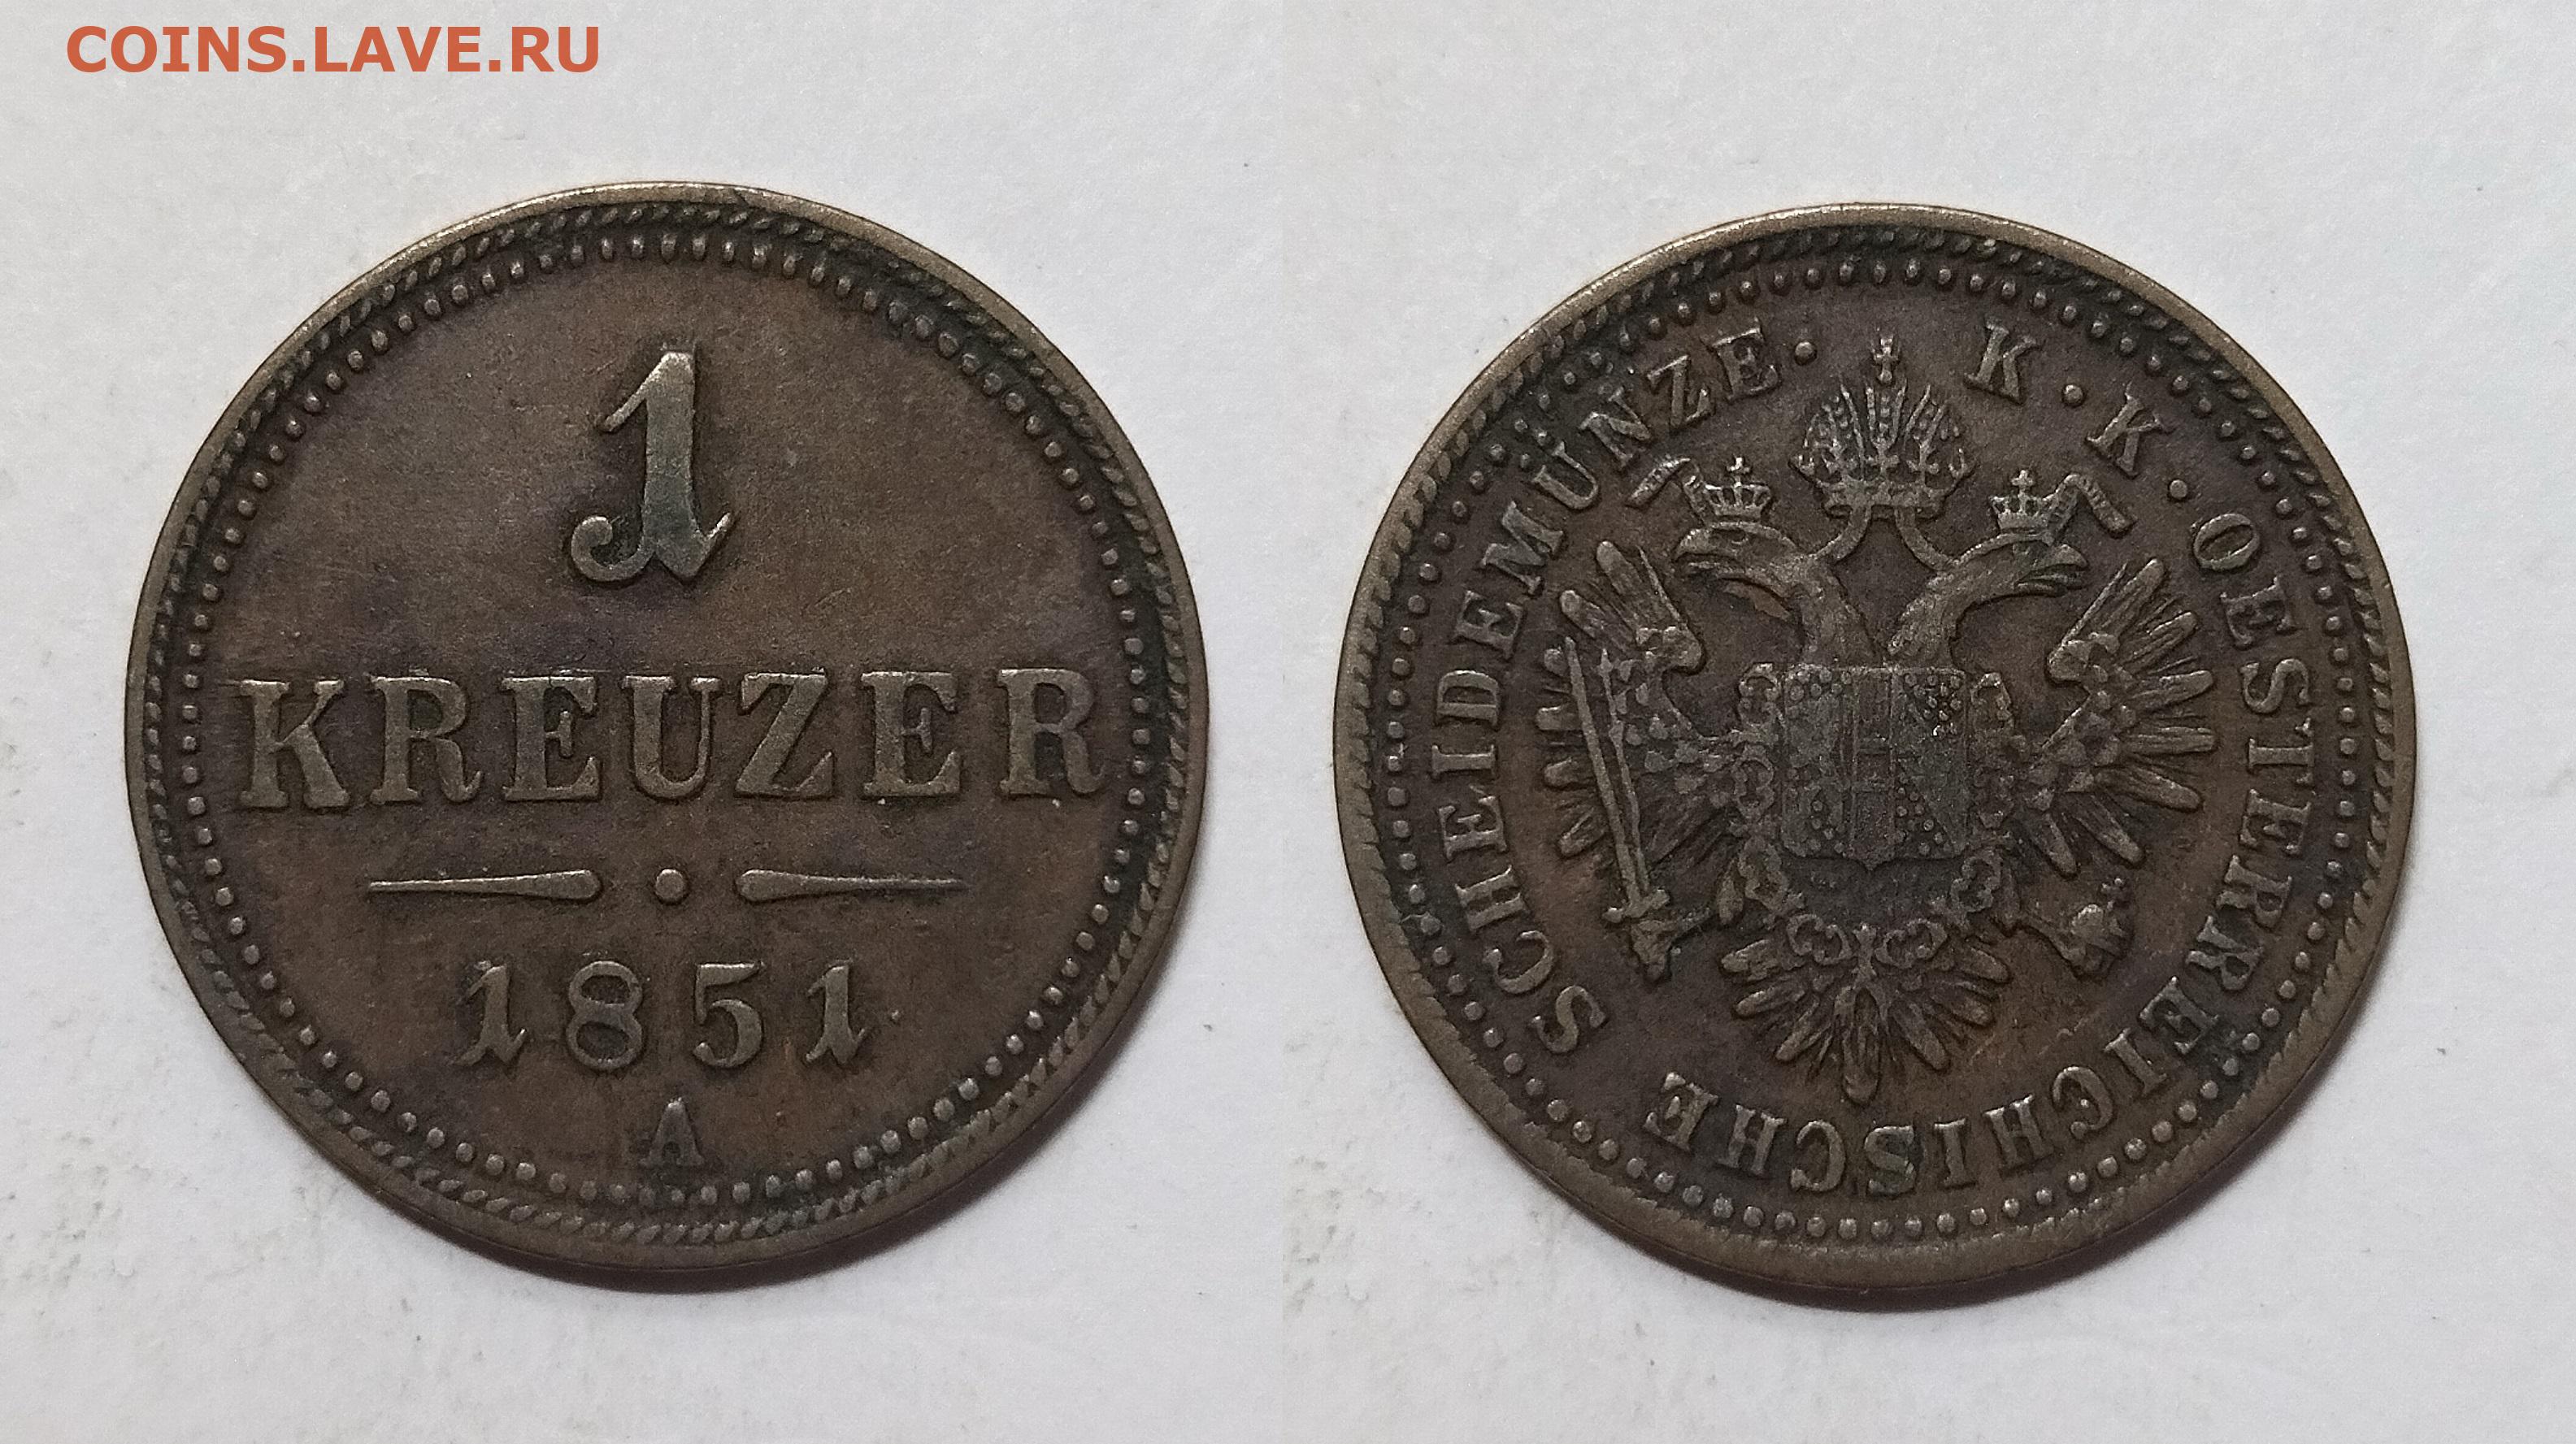 COINS.LAVE.RU
1
KREUZER
1851
A
K. K. OESTERREICHISCHE SCHEIDEMÜNZE.